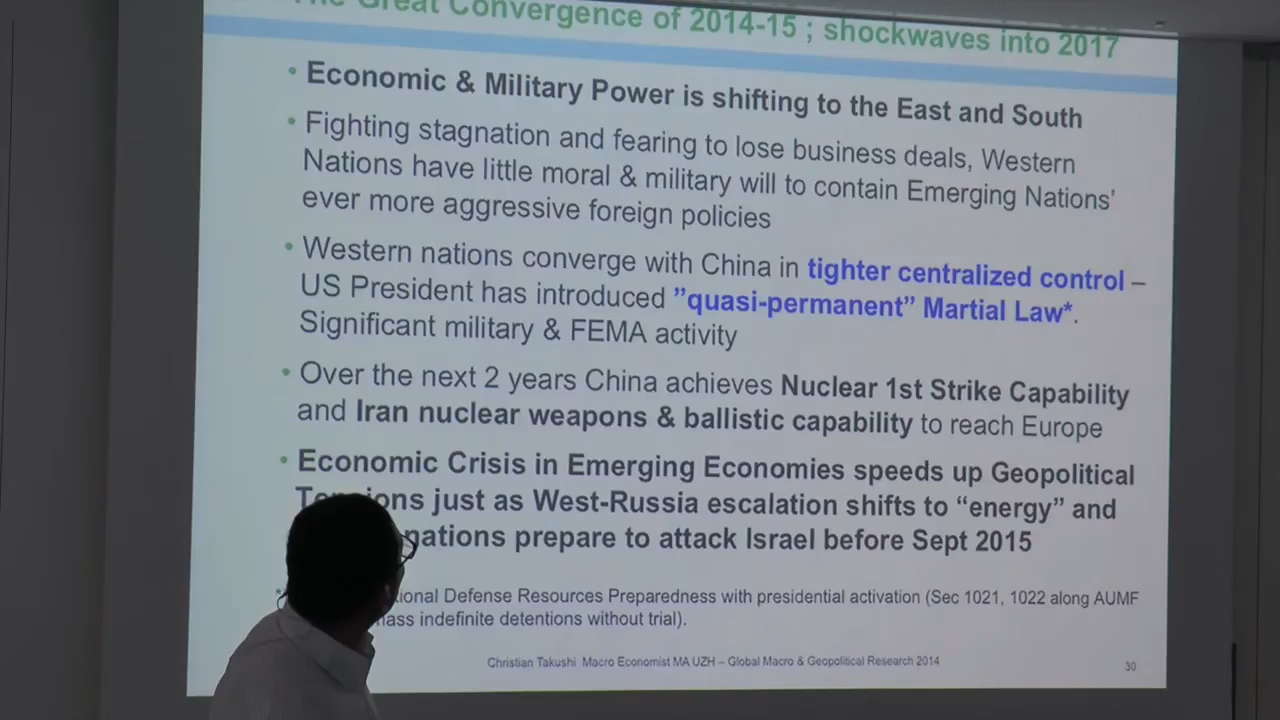 The Great Convergence of 2014-15 ; shockwaves into 2017
• Economic & Military Power is shifting to the East and South
• Fighting stagnation and fearing to lose business deals, Western
Nations have little moral & military will to contain Emerging Nations'
ever more aggressive foreign policies
• Western nations converge with China in tighter centralized control –
US President has introduced ”quasi-permanent” Martial Law*.
Significant military & FEMA activity
• Over the next 2 years China achieves Nuclear 1st Strike Capability
and Iran nuclear weapons & ballistic capability to reach Europe
• Economic Crisis in Emerging Economies speeds up Geopolitical
Tensions just as West-Russia escalation shifts to “energy” and
nations prepare to attack Israel before Sept 2015
Defense Resources Preparedness with presidential activation (Sec 1021, 1022 along AUMF
indefinite detentions without trial).
Christian Takushi Macro Economist MA UZH – Global Macro & Geopolitical Research 2014
30